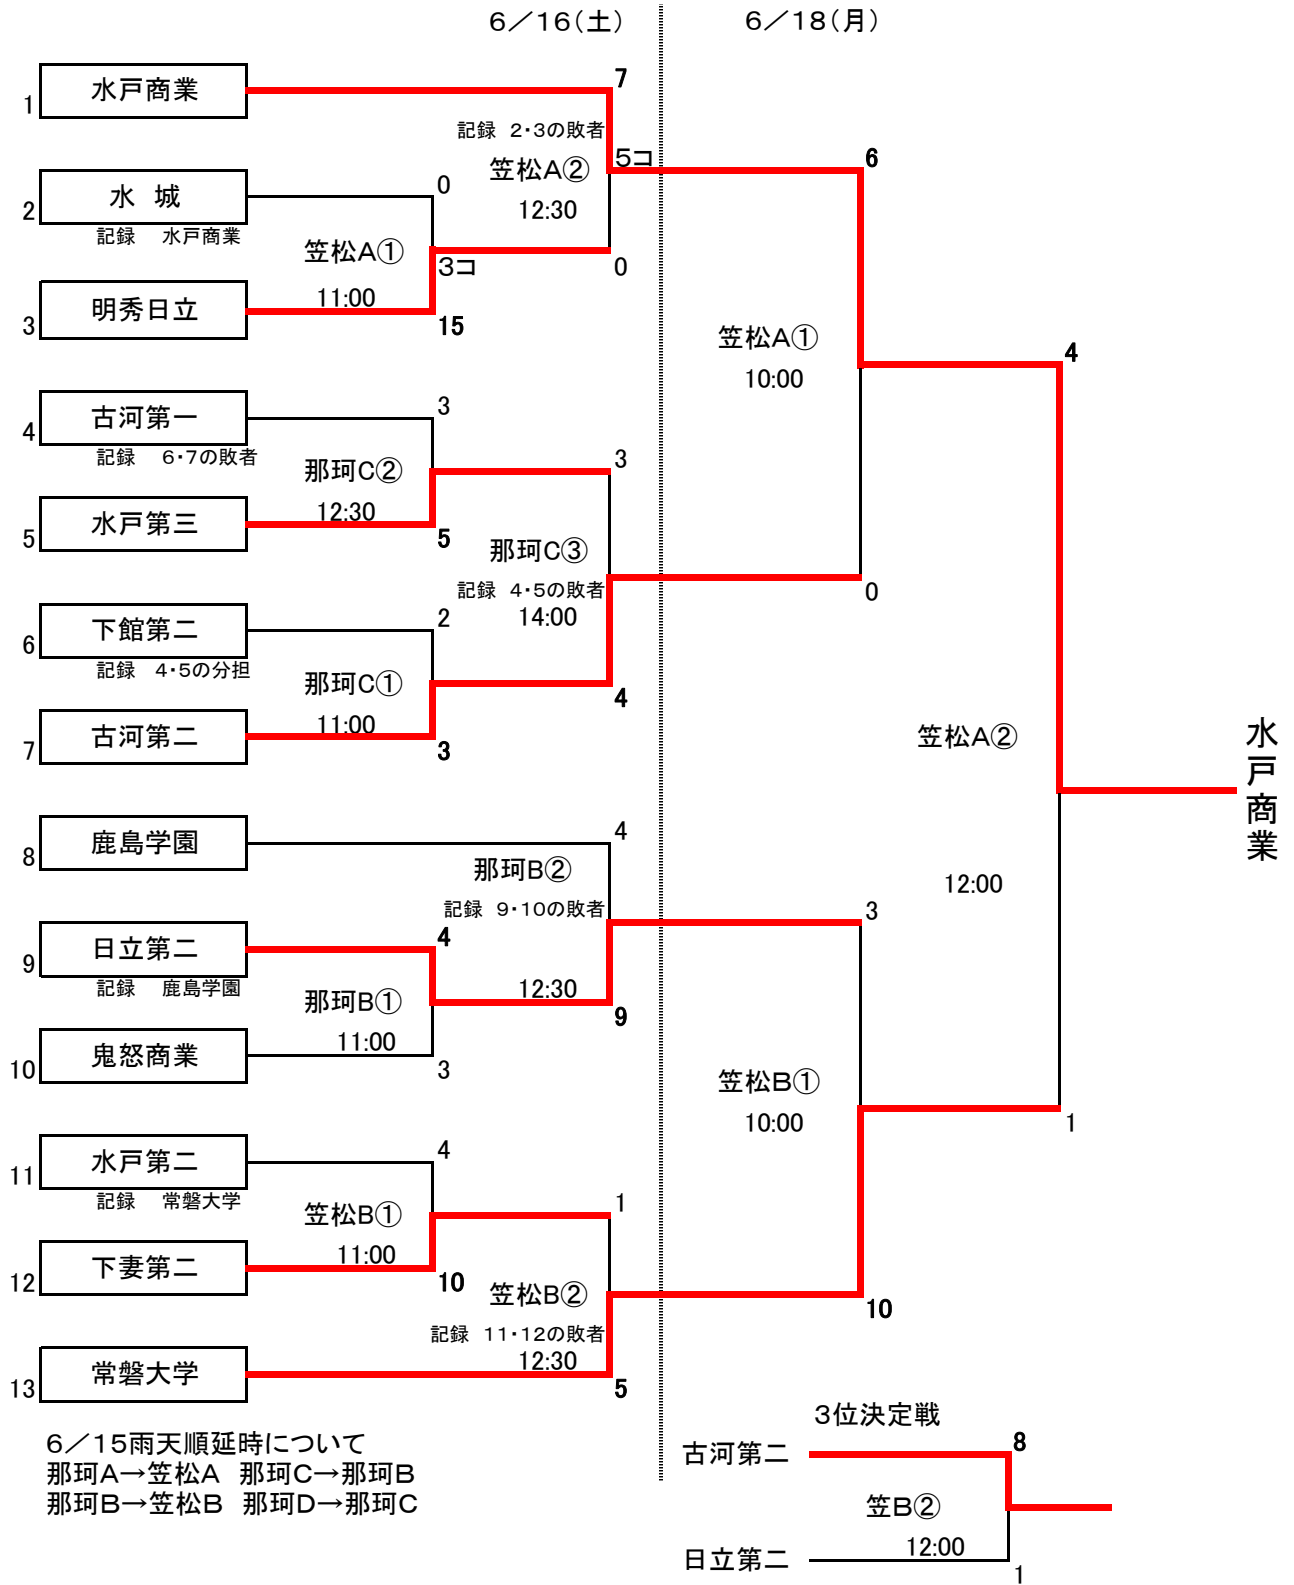 6／16(土)
6／18(月)
1 水戸商業
7
記録 2・3の敗者
5コ
笠松A②
12:30
0
2 水 城
0
記録 水戸商業
笠松A①
3コ
11:00
3 明秀日立
15
6
笠松A①
10:00
0
4 古河第一
3
記録 6・7の敗者
那珂C②
12:30
5 水戸第三
5
3
那珂C③
記録 4・5の敗者
14:00
4
6 下館第二
2
記録 4・5の分担
那珂C①
11:00
7 古河第二
3
4
笠松A②
12:00
1
水戸商業
8 鹿島学園
4
那珂B②
記録 9・10の敗者
12:30
9
9 日立第二
4
記録 鹿島学園
那珂B①
11:00
10 鬼怒商業
3
3
笠松B①
10:00
10
11 水戸第二
4
記録 常磐大学
笠松B①
11:00
12 下妻第二
10
1
笠松B②
記録 11・12の敗者
12:30
13 常磐大学
5
6／15雨天順延時について
那珂A→笠松A 那珂C→那珂B
那珂B→笠松B 那珂D→那珂C
3位決定戦
古河第二
8
笠B②
12:00
日立第二
1